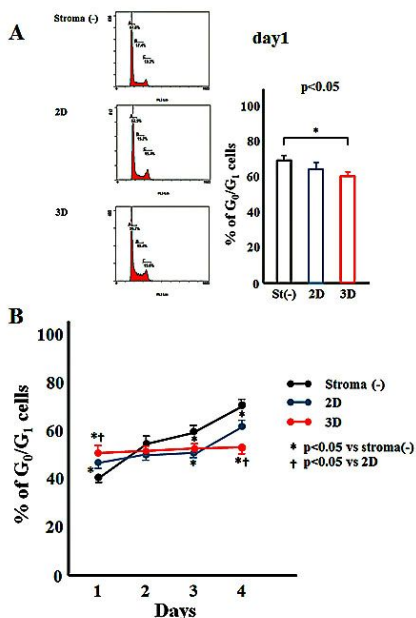 A
Stroma (-)
day1
2D
3D
p<0.05
*
% of G0/G1 cells
100
80
60
40
20
0
St(-) 2D 3D
B
% of G0/G1 cells
100
80
60
40
20
0
*†
*
*
*
*
*†
1 2 3 4
Days
Stroma (-)
2D
3D
* p<0.05 vs stroma(-)
† p<0.05 vs 2D